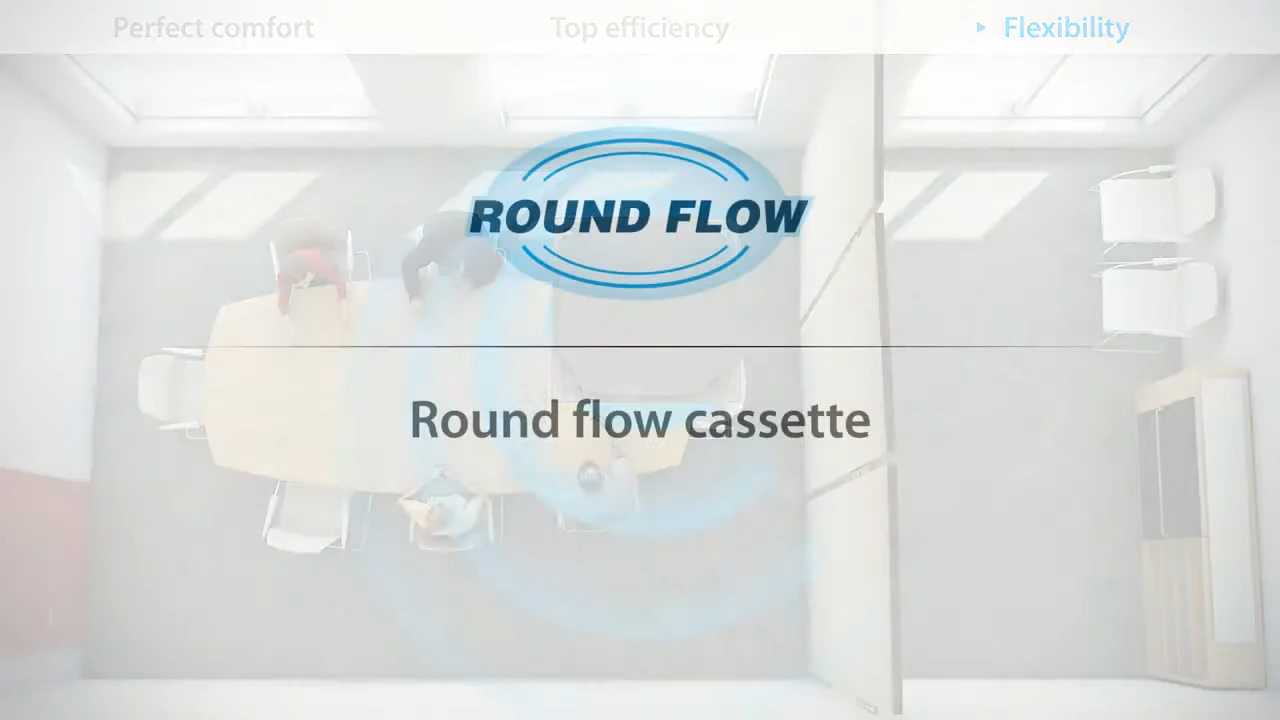 Perfect comfort
Top efficiency
Flexibility
ROUND FLOW
Round flow cassette